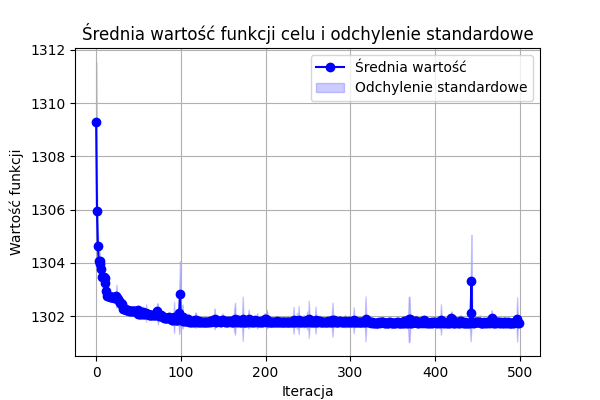 Średnia wartość funkcji celu i odchylenie standardowe
Średnia wartość
Odchylenie standardowe
Wartość funkcji
1312
1310
1308
1306
1304
1302
0 100 200 300 400 500
Iteracja